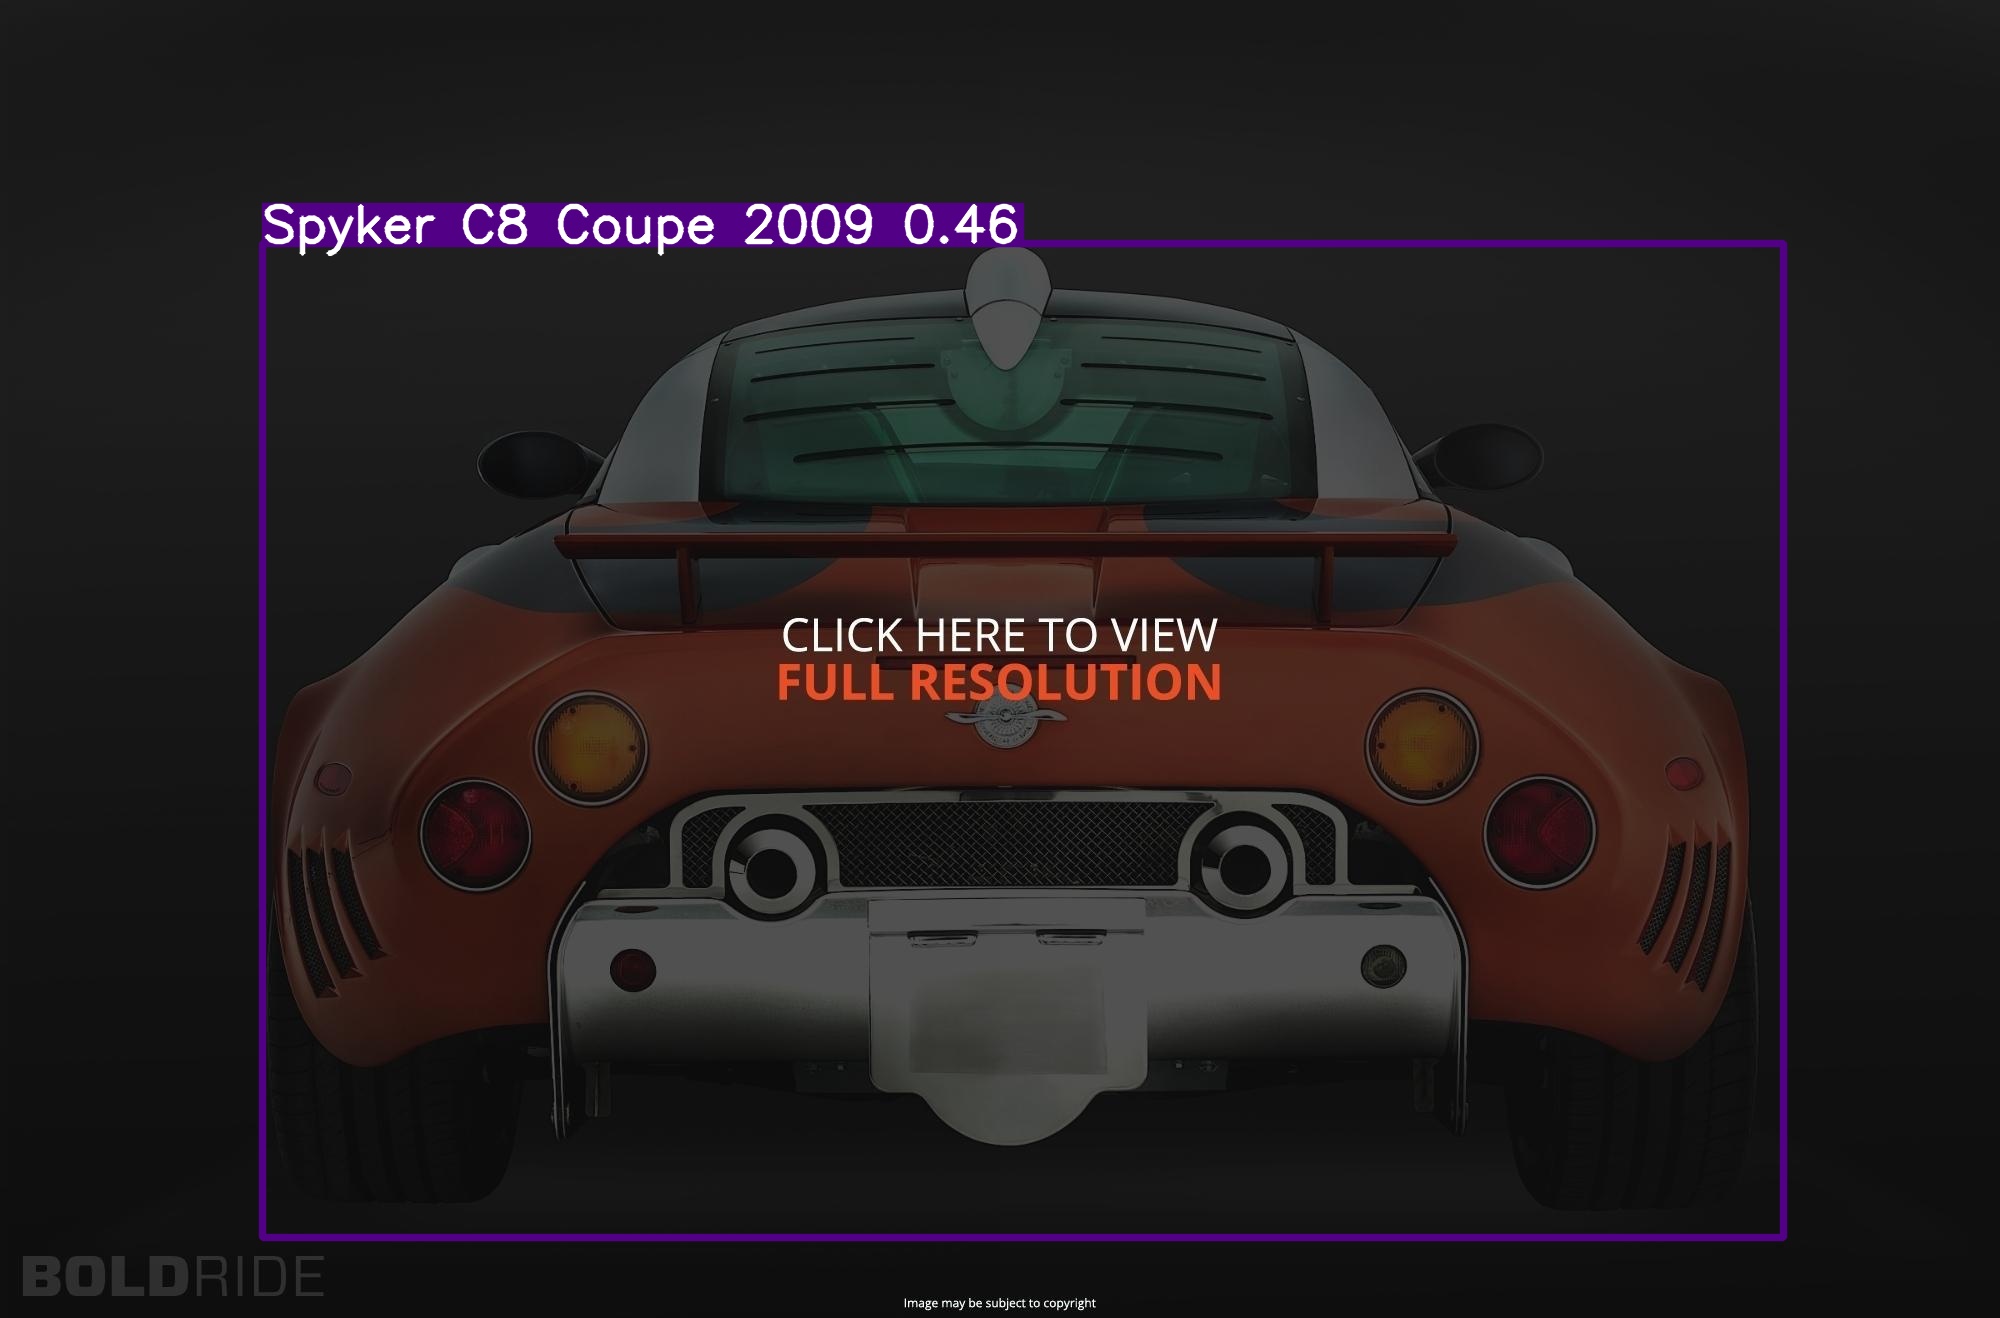 Spyker C8 Coupe 2009 0.46
CLICK HERE TO VIEW
FULL RESOLUTION
BOLDRIDE
Image may be subject to copyright